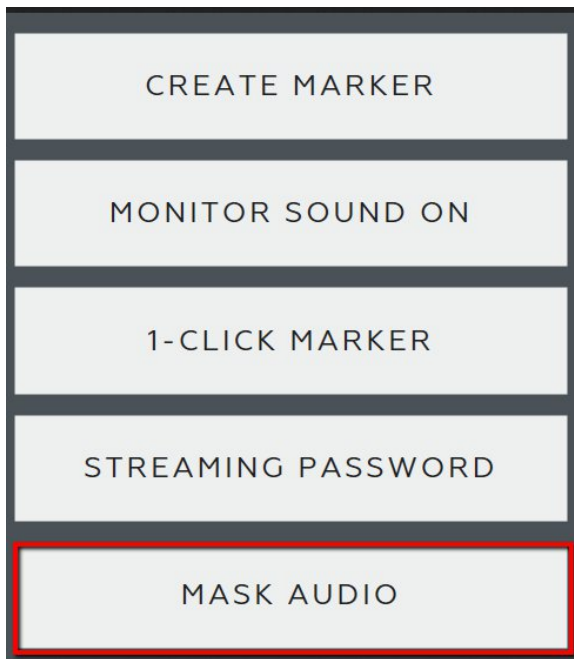 CREATE MARKER
MONITOR SOUND ON
1-CLICK MARKER
STREAMING PASSWORD
MASK AUDIO